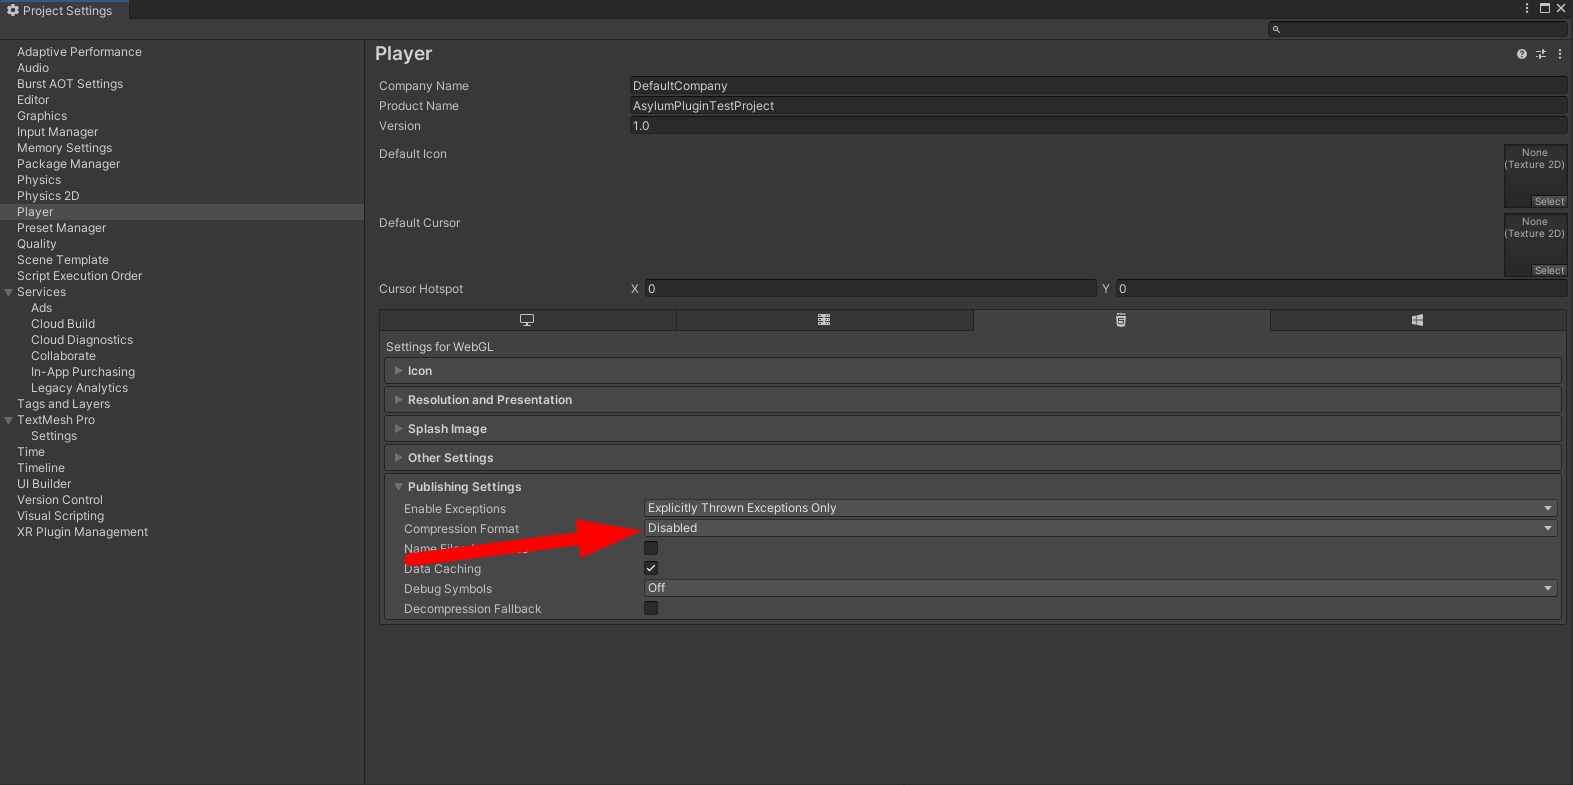 Project Settings
Adaptive Performance
Audio
Burst AOT Settings
Editor
Graphics
Input Manager
Memory Settings
Package Manager
Physics
Physics 2D
Player
Preset Manager
Quality
Scene Template
Script Execution Order
Services
Ads
Cloud Build
Cloud Diagnostics
Collaborate
In-App Purchasing
Legacy Analytics
Tags and Layers
TextMesh Pro
Settings
Time
Timeline
UI Builder
Version Control
Visual Scripting
XR Plugin Management
Player
Company Name DefaultCompany
Product Name AsylumPluginTestProject
Version 1.0
Default Icon
None
(Texture 2D)
Select
Default Cursor
None
(Texture 2D)
Select
Cursor Hotspot X 0 Y 0
Settings for WebGL
Icon
Resolution and Presentation
Splash Image
Other Settings
Publishing Settings
Enable Exceptions Explicitly Thrown Exceptions Only
Compression Format Disabled
Name
Data Caching
Debug Symbols Off
Decompression Fallback